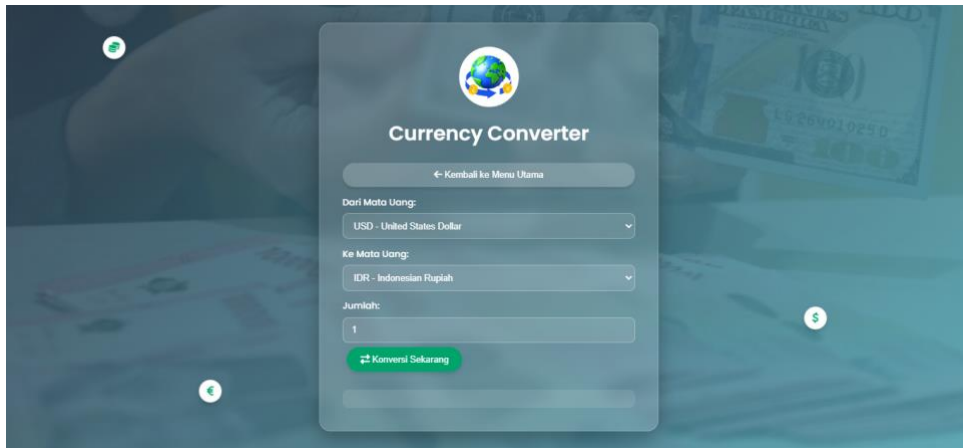 Currency Converter
← Kembali ke Menu Utama
Dari Mata Uang:
USD - United States Dollar
Ke Mata Uang:
IDR - Indonesian Rupiah
Jumlah:
1
⇄ Konversi Sekarang
$
€